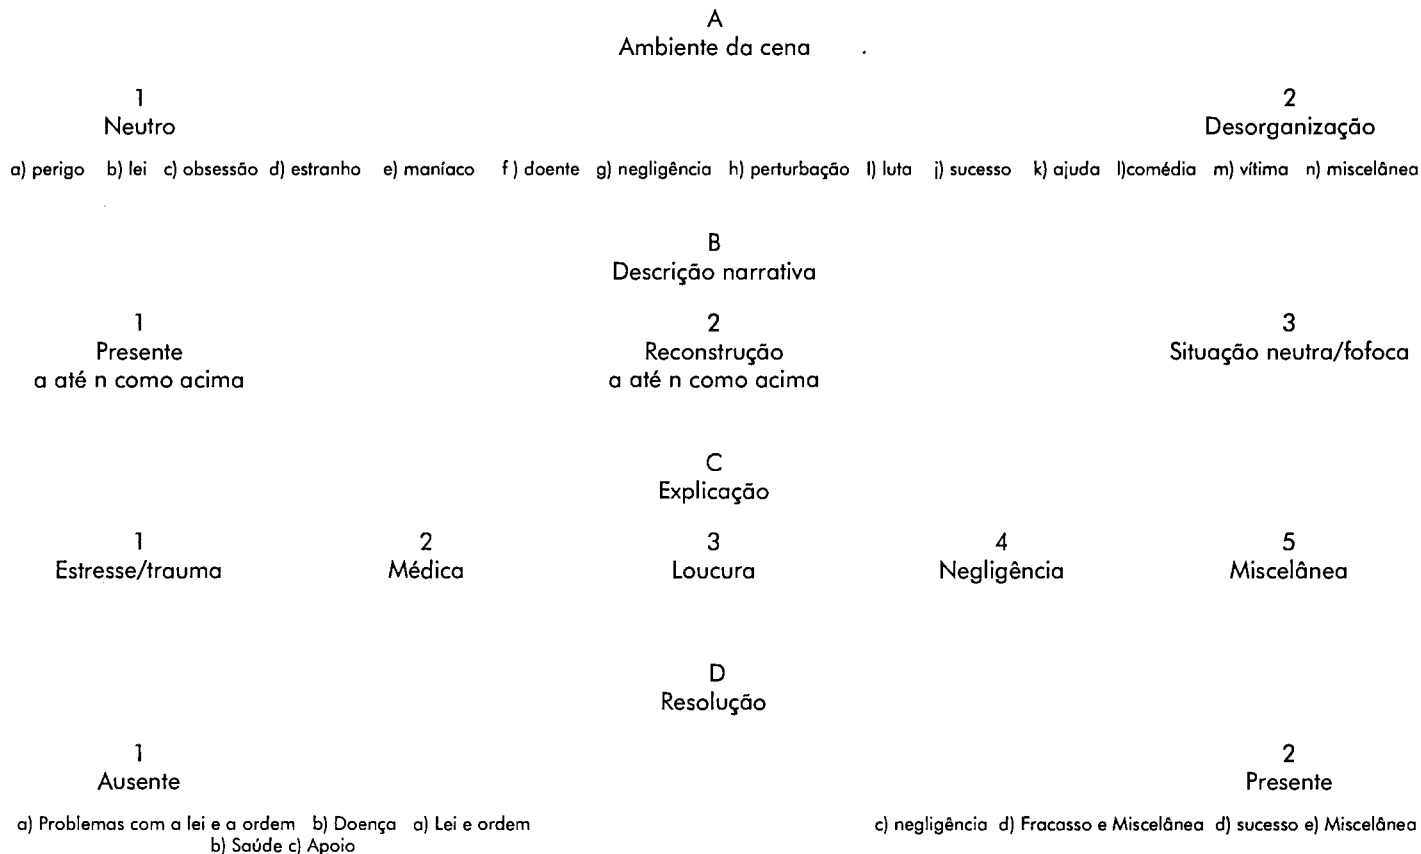 A
Ambiente da cena
1 2
Neutro Desorganização
a) perigo b) lei c) obsessão d) estranho e) maníaco f ) doente g) negligência h) perturbação I) luta j) sucesso k) ajuda l)comédia m) vítima n) miscelânea
B
Descrição narrativa
1 2 3
Presente Reconstrução Situação neutra/fofoca
a até n como acima a até n como acima
C
Explicação
1 2 3 4 5
Estresse/trauma Médica Loucura Negligência Miscelânea
D
Resolução
1 2
Ausente Presente
a) Problemas com a lei e a ordem b) Doença a) Lei e ordem c) negligência d) Fracasso e Miscelânea d) sucesso e) Miscelânea
b) Saúde c) Apoio